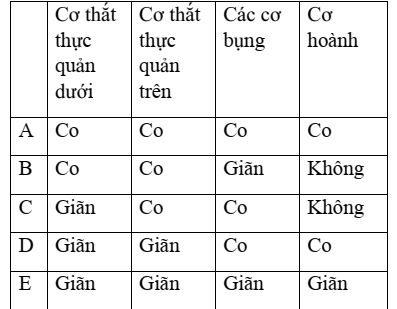 Cơ thắt thực quản dưới Cơ thắt thực quản trên Các cơ bụng Cơ hoành
A Co Co Co Co
B Co Co Giãn Không
C Giãn Co Co Không
D Giãn Giãn Co Co
E Giãn Giãn Giãn Giãn